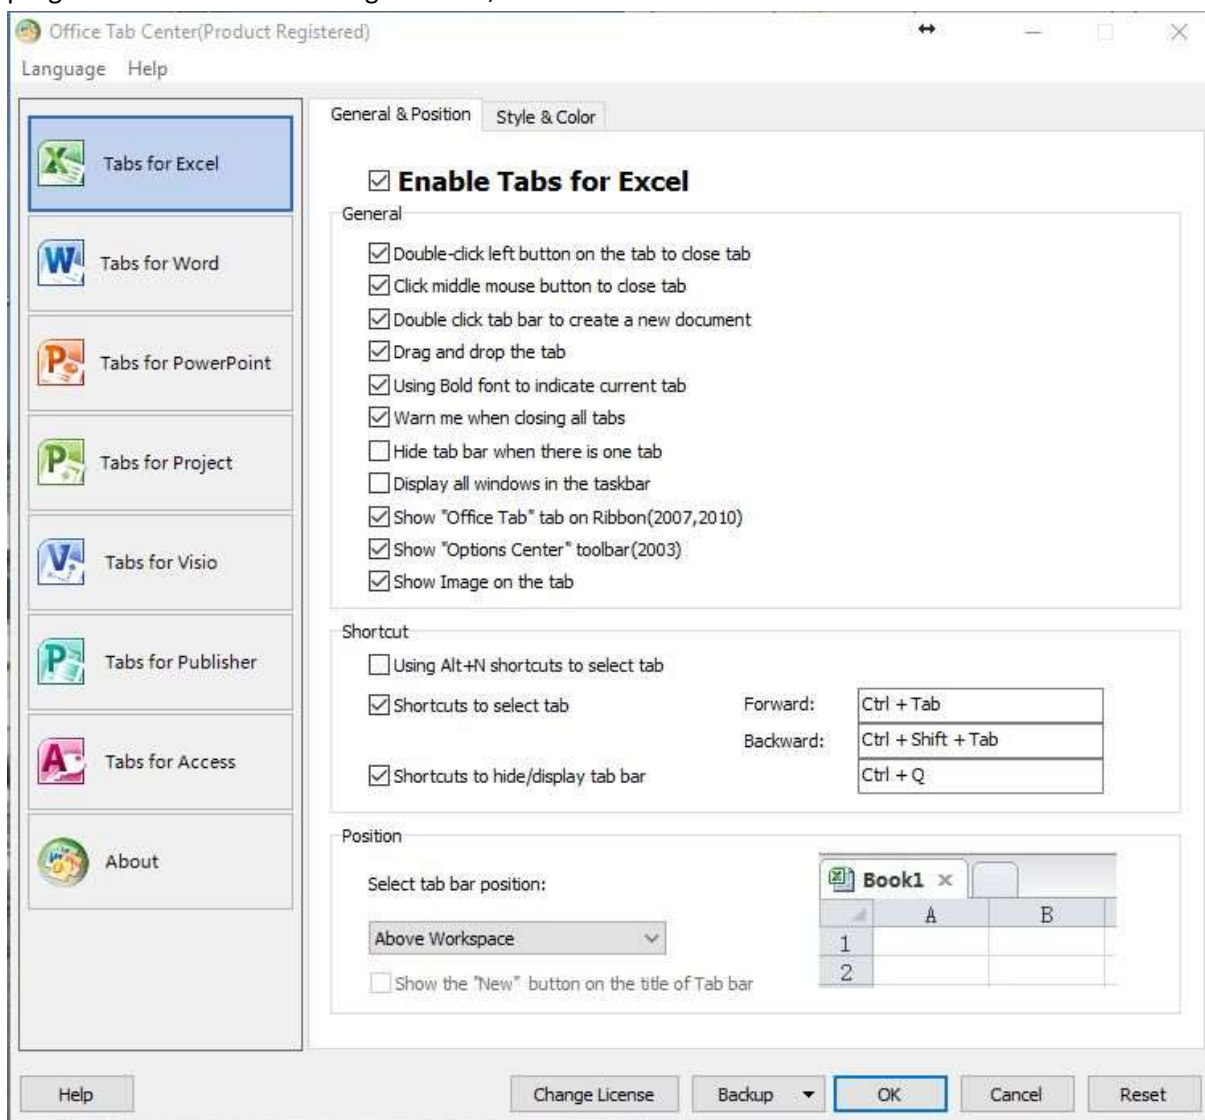 Office Tab Center(Product Registered)
Language Help
General & Position Style & Color
Tabs for Excel
Tabs for Word
Tabs for PowerPoint
Tabs for Project
Tabs for Visio
Tabs for Publisher
Tabs for Access
About
Enable Tabs for Excel
General
Double-click left button on the tab to close tab
Click middle mouse button to close tab
Double click tab bar to create a new document
Drag and drop the tab
Using Bold font to indicate current tab
Warn me when closing all tabs
Hide tab bar when there is one tab
Display all windows in the taskbar
Show "Office Tab" tab on Ribbon(2007,2010)
Show "Options Center" toolbar(2003)
Show Image on the tab
Shortcut
Using Alt+N shortcuts to select tab
Shortcuts to select tab Forward: Ctrl + Tab
Backward: Ctrl + Shift + Tab
Shortcuts to hide/display tab bar Ctrl + Q
Position
Select tab bar position:
Above Workspace
Show the "New" button on the title of Tab bar
Book1
A B
1
2
Help Change License Backup OK Cancel Reset